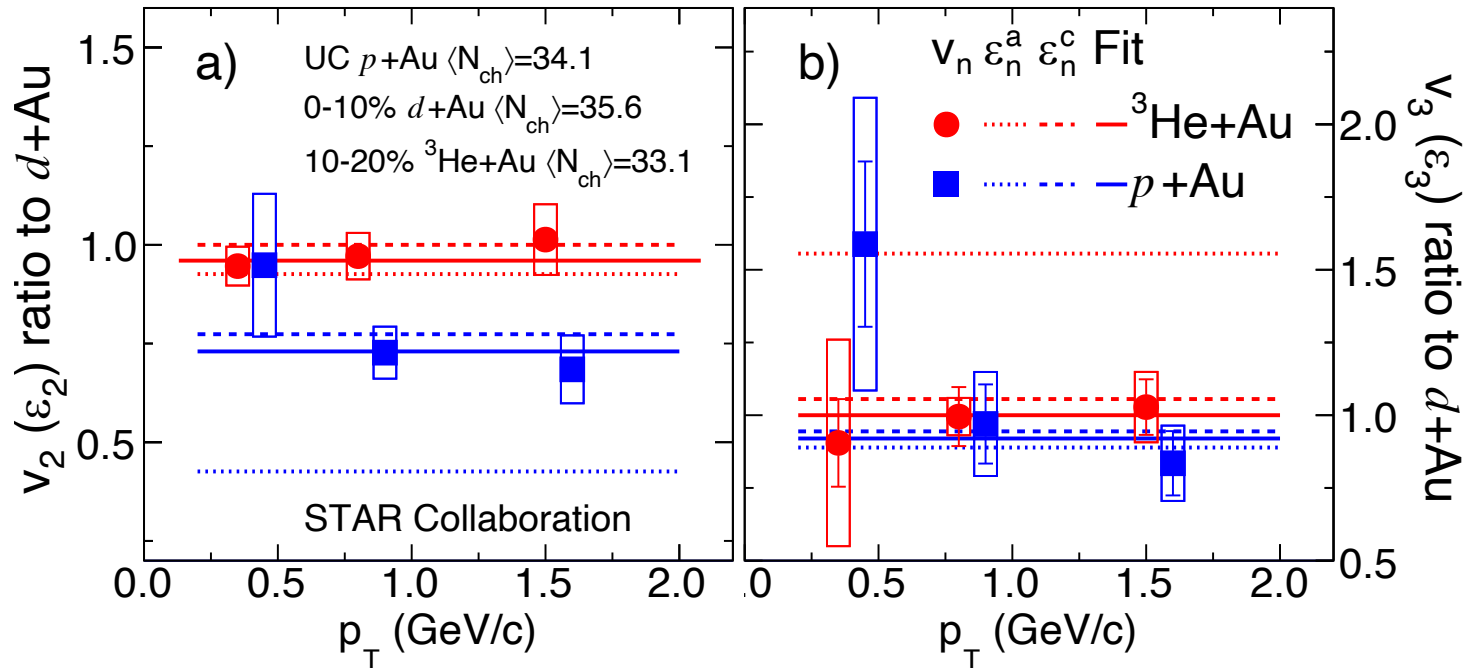 a)
UC p+Au ⟨N_ch⟩=34.1
0-10% d+Au ⟨N_ch⟩=35.6
10-20% ³He+Au ⟨N_ch⟩=33.1
STAR Collaboration
v₂ (ε₂) ratio to d+Au
1.5
1.0
0.5
0.0 0.5 1.0 1.5 2.0
p_T (GeV/c)
b)
v_n ε_n^a ε_n^c Fit
³He+Au
p+Au
2.0
1.5
1.0
0.5
v₃ (ε₃) ratio to d+Au
0.0 0.5 1.0 1.5 2.0
p_T (GeV/c)